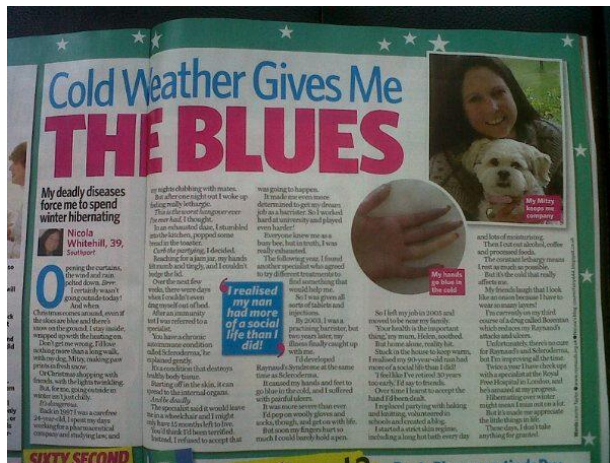 Cold Weather Gives Me
THE BLUES
My deadly diseases
force me to spend
winter hibernating
Nicola
Whitehill, 39,
Southport
Opening the curtains,
the wind and rain
pelted down. Brrr.
I certainly wasn't
going outside today!
And when
Christmas comes around, even if
the skies are blue and there's
snow on the ground, I stay inside,
wrapped up with the heating on.
Don't get me wrong. I'd love
nothing more than a long walk,
with my dog, Mitzy, making paw
prints in fresh snow.
Or Christmas shopping with
friends, with the lights twinkling.
But, for me, going outside in
winter isn't just chilly.
It's dangerous.
Back in 1997 I was a carefree
24-year-old. I spent my days
working for a pharmaceutical
company and studying law, and
my nights clubbing with mates.
But after one night out I woke up
feeling really lethargic.
This is the worst hangover ever
I've ever had, I thought.
In an exhausted daze, I stumbled
into the kitchen, popped some
bread in the toaster.
Carb the partying, I decided.
Reaching for a jam jar, my hands
felt numb and tingly, and I couldn't
budge the lid.
Over the next few
weeks, there were days
when I couldn't even
drag myself out of bed.
After an immunity
test I was referred to a
specialist.
'You have a chronic
uncommon condition
called Scleroderma,' he
explained gently.
It's a condition that destroys
healthy body tissue.
Starting off in the skin, it can
spread to the internal organs.
And be deadly.
The specialist said it would leave
me in a wheelchair and I might
only have 15 months left to live.
You'd think I'd been terrified.
Instead, I refused to accept that
I realised
my nan
had more
of a social
life than I
did!
was going to happen.
It made me even more
determined to get my dream
job as a barrister. So I worked
hard at university and played
even harder!
Everyone knew me as a
busy bee, but in truth, I was
really exhausted.
The following year, I found
another specialist who agreed
to try different treatments to
find something that
would help me.
So I was given all
sorts of tablets and
injections.
By 2003, I was a
practising barrister, but
two years later, my
illness finally caught up
with me.
I'd developed
Raynaud's Syndrome at the same
time as Scleroderma.
It caused my hands and feet to
go blue in the cold, and I suffered
with painful ulcers.
It was more severe than ever.
I'd pop on woolly gloves and
socks, though, and get on with life.
But soon my fingers hurt so
much I could barely hold a pen.
My hands
go blue in
the cold
So I left my job in 2005 and
moved to be near my family.
'Your health is the important
thing,' my mum, Helen, soothed.
But home alone, reality hit.
Stuck in the house to keep warm,
I realised my 90-year-old nan had
more of a social life than I did!
I feel like I've retired 30 years
too early, I'd say to friends.
Over time I learnt to accept the
hand I'd been dealt.
I replaced partying with baking
and knitting, volunteered in
schools and created a blog.
I started a strict skin regime,
including a long hot bath every day
My Mitzy
keeps me
company
and lots of moisturising.
Then I cut out alcohol, coffee
and processed foods.
The constant lethargy means
I rest as much as possible.
But it's the cold that really
affects me.
My friends laugh that I look
like an onion because I have to
wear so many layers!
I'm currently on my third
course of a drug called Bosentan
which reduces my Raynaud's
attacks and ulcers.
Unfortunately, there's no cure
for Raynaud's and Scleroderma,
but I'm improving all the time.
Twice a year I have check-ups
with a specialist at the Royal
Free Hospital in London, and
he's amazed at my progress.
Hibernating over winter
might mean I miss out on a lot.
But it's made me appreciate
the little things in life.
These days, I don't take
anything for granted.
SIXTY SECOND